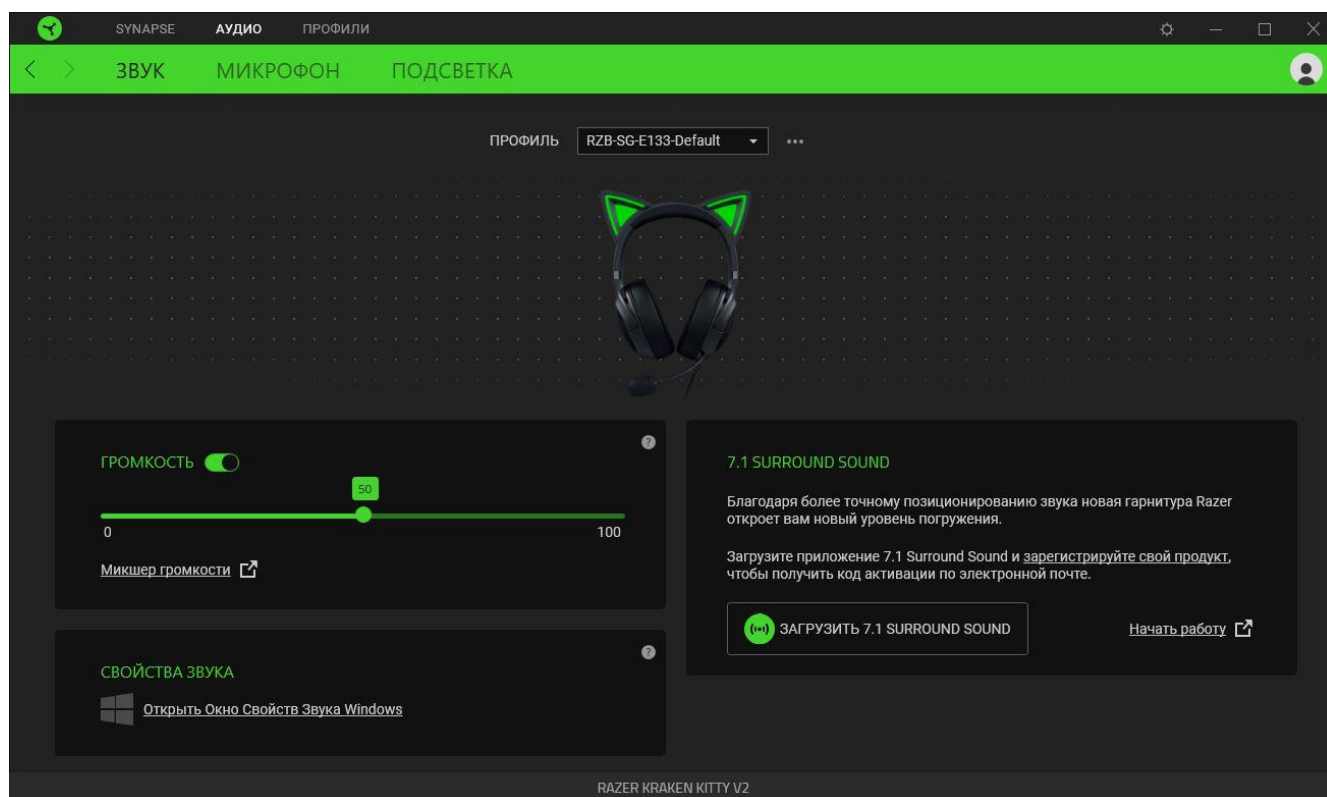 SYNAPSE АУДИО ПРОФИЛИ
ЗВУК МИКРОФОН ПОДСВЕТКА
ПРОФИЛЬ RZB-SG-E133-Default
ГРОМКОСТЬ
50
0 100
Микшер громкости
СВОЙСТВА ЗВУКА
Открыть Окно Свойств Звука Windows
7.1 SURROUND SOUND
Благодаря более точному позиционированию звука новая гарнитура Razer
откроет вам новый уровень погружения.
Загрузите приложение 7.1 Surround Sound и зарегистрируйте свой продукт,
чтобы получить код активации по электронной почте.
ЗАГРУЗИТЬ 7.1 SURROUND SOUND
Начать работу
RAZER KRAKEN KITTY V2